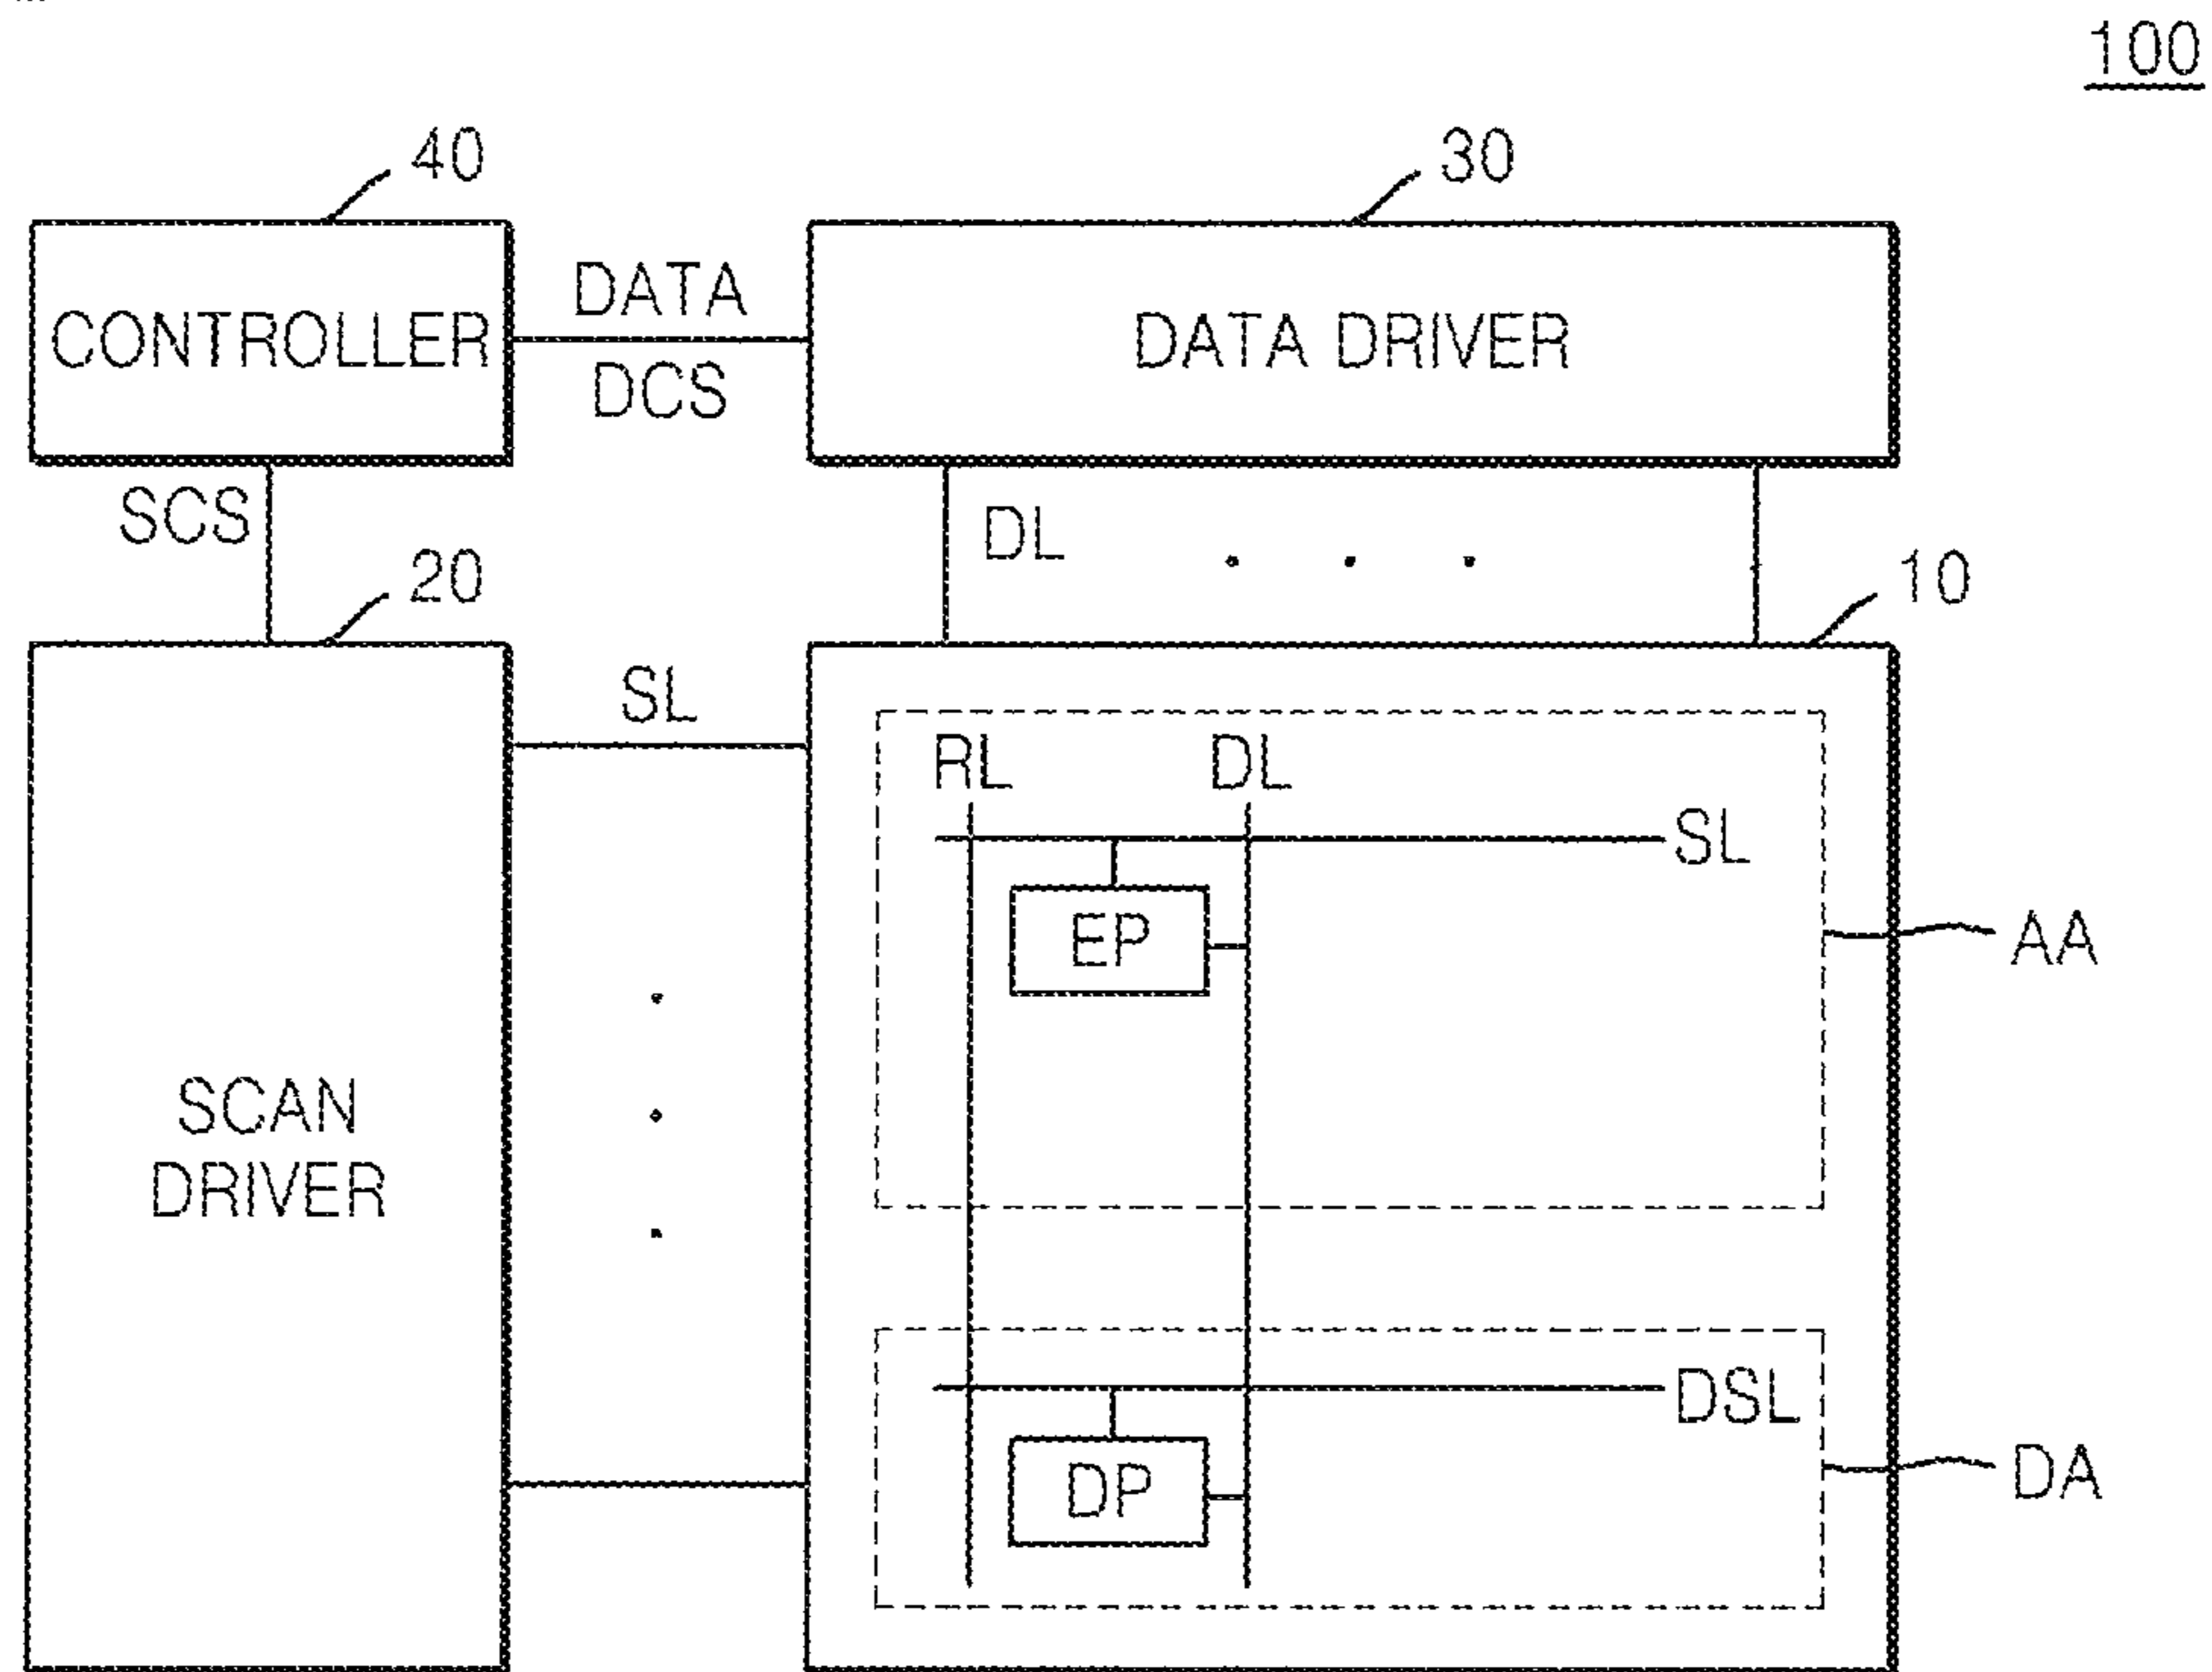 100
40
30
CONTROLLER
DATA
DCS
DATA DRIVER
SCS
DL
20
10
SL
RL
DL
SL
EP
AA
SCAN
DRIVER
DSL
DP
DA